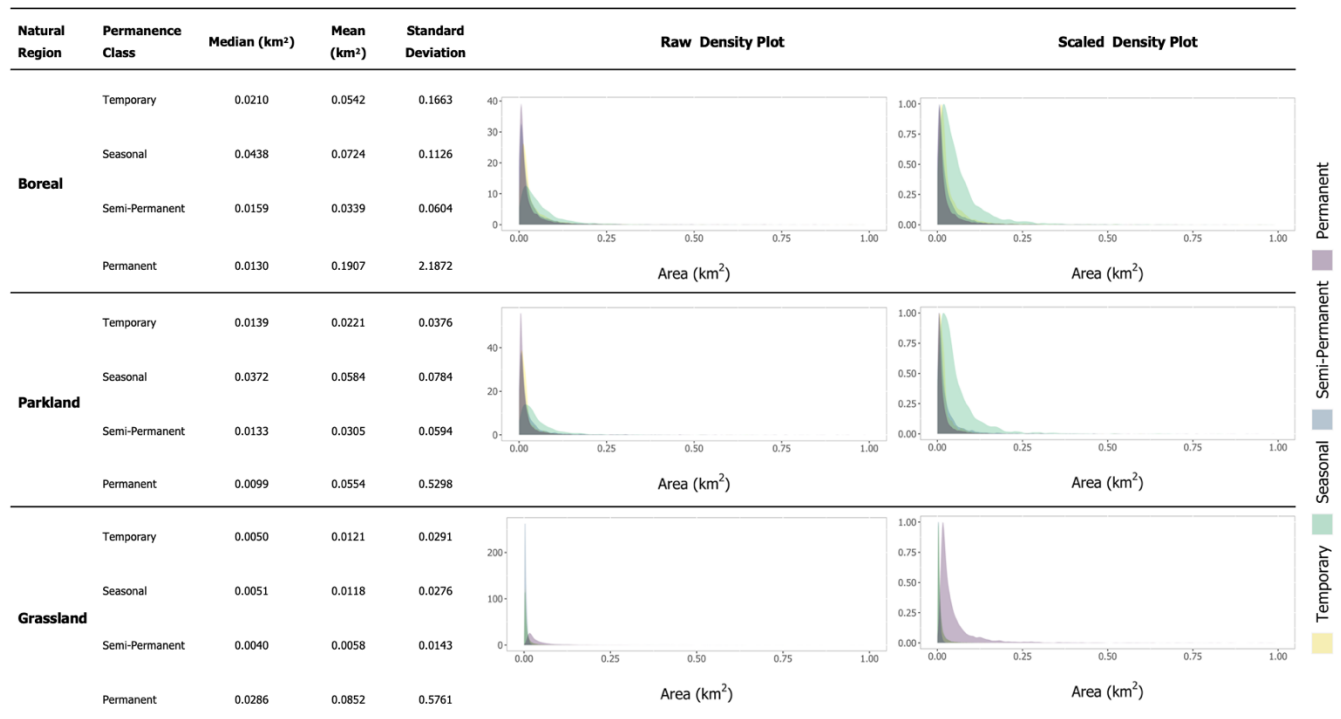 Natural Region Permanence Class Median (km²) Mean (km²) Standard Deviation Raw Density Plot Scaled Density Plot
Boreal
Temporary 0.0210 0.0542 0.1663
Seasonal 0.0438 0.0724 0.1126
Semi-Permanent 0.0159 0.0339 0.0604
Permanent 0.0130 0.1907 2.1872
40
30
20
10
0
0.00 0.25 0.50 0.75 1.00
Area (km²)
1.00
0.75
0.50
0.25
0.00
0.00 0.25 0.50 0.75 1.00
Area (km²)
Parkland
Temporary 0.0139 0.0221 0.0376
Seasonal 0.0372 0.0584 0.0784
Semi-Permanent 0.0133 0.0305 0.0594
Permanent 0.0099 0.0554 0.5298
40
20
0
0.00 0.25 0.50 0.75 1.00
Area (km²)
1.00
0.75
0.50
0.25
0.00
0.00 0.25 0.50 0.75 1.00
Area (km²)
Grassland
Temporary 0.0050 0.0121 0.0291
Seasonal 0.0051 0.0118 0.0276
Semi-Permanent 0.0040 0.0058 0.0143
Permanent 0.0286 0.0852 0.5761
200
100
0
0.00 0.25 0.50 0.75 1.00
Area (km²)
1.00
0.75
0.50
0.25
0.00
0.00 0.25 0.50 0.75 1.00
Area (km²)
Temporary Seasonal Semi-Permanent Permanent